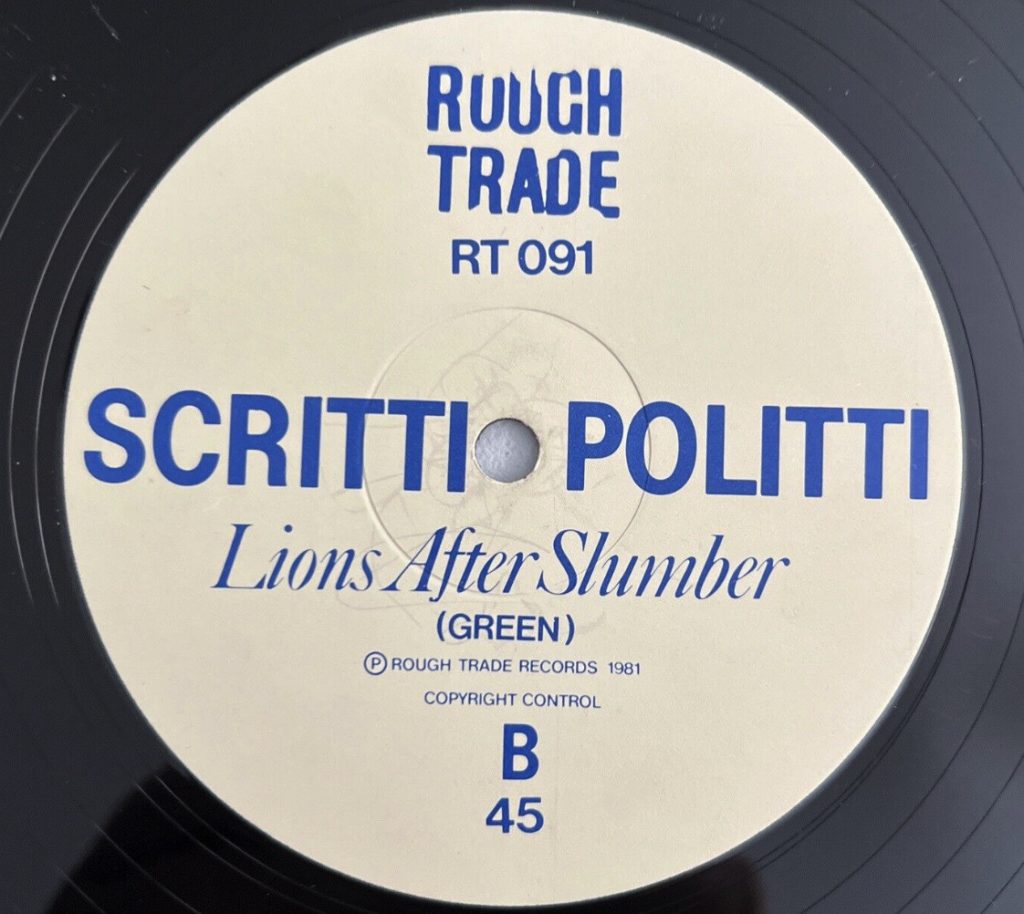 ROUGH
TRADE
RT 091
SCRITTI POLITTI
Lions After Slumber
(GREEN)
Ⓟ ROUGH TRADE RECORDS 1981
COPYRIGHT CONTROL
B
45